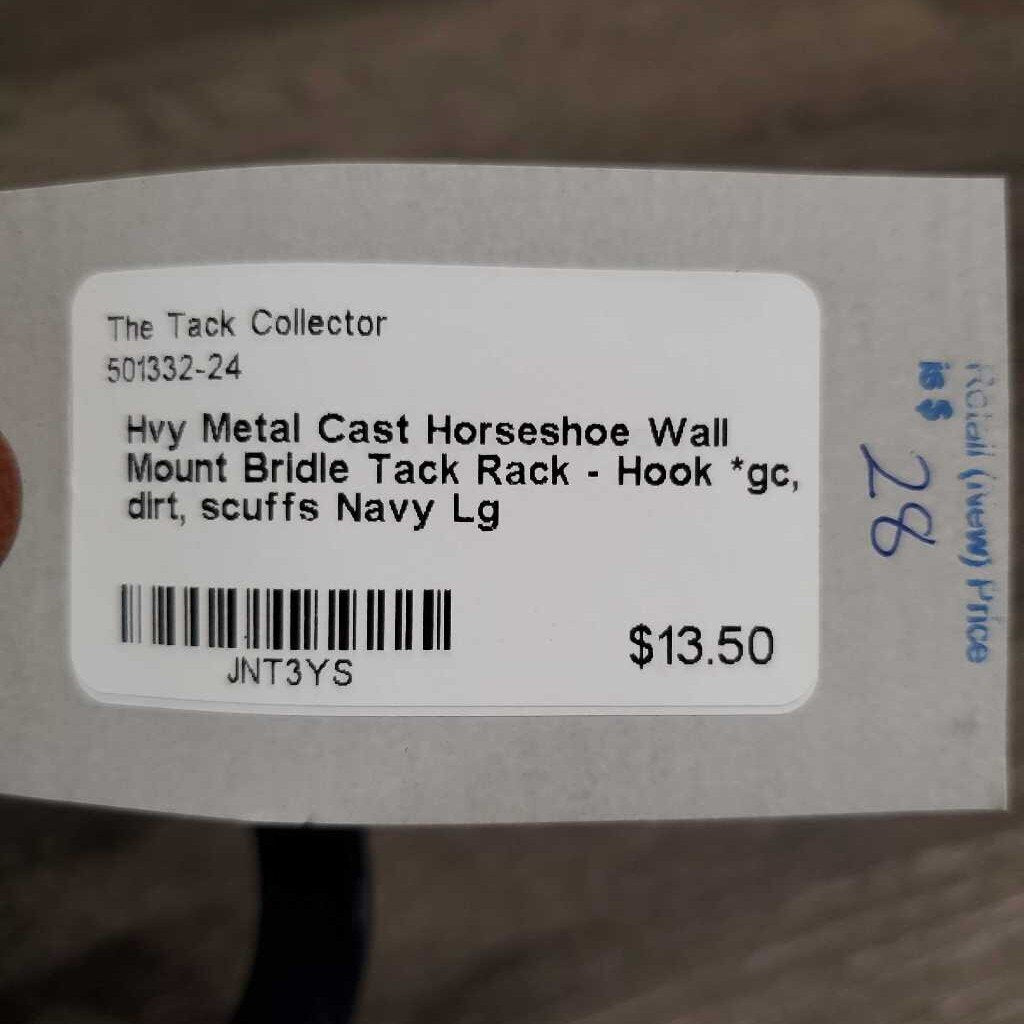 The Tack Collector
501332-24
Hvy Metal Cast Horseshoe Wall
Mount Bridle Tack Rack - Hook *gc,
dirt, scuffs Navy Lg
JNT3YS
$13.50
Retail (new) Price
is $ 28